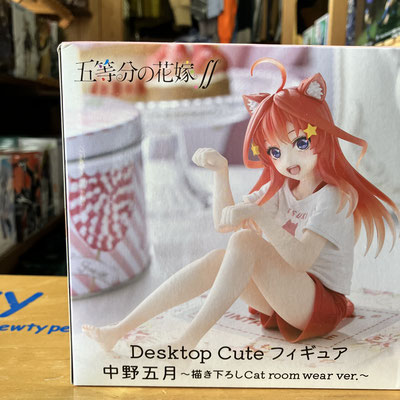 五等分の花嫁∬
Desktop Cute フィギュア
中野五月～描き下ろしCat room wear ver.～
ewtype